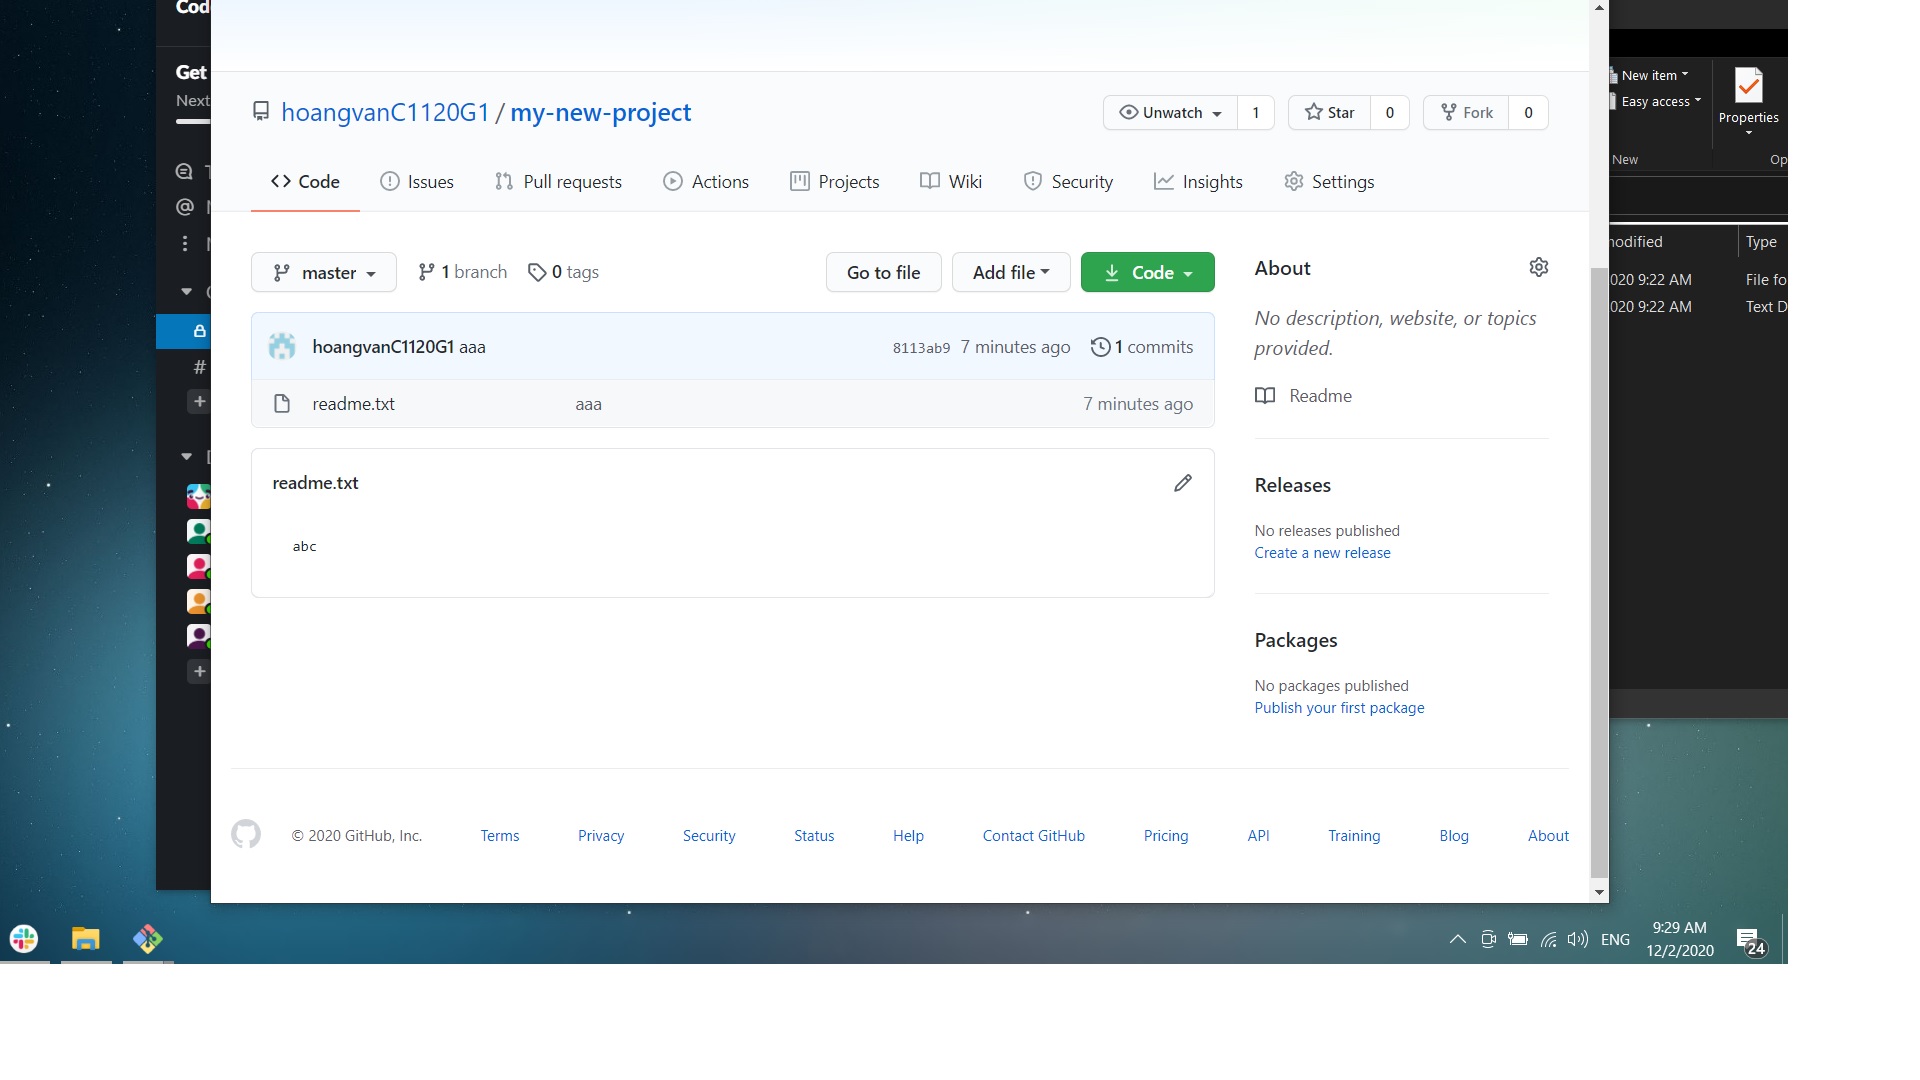 Cod
Get
Next
hoangvanC1120G1 / my-new-project
Unwatch 1
Star 0
Fork 0
Code
Issues
Pull requests
Actions
Projects
Wiki
Security
Insights
Settings
master
1 branch
0 tags
Go to file
Add file
Code
hoangvanC1120G1 aaa
8113ab9 7 minutes ago
1 commits
readme.txt
aaa
7 minutes ago
readme.txt
abc
About
No description, website, or topics
provided.
Readme
Releases
No releases published
Create a new release
Packages
No packages published
Publish your first package
© 2020 GitHub, Inc.
Terms
Privacy
Security
Status
Help
Contact GitHub
Pricing
API
Training
Blog
About
New item
Easy access
Properties
New
Op
odified
Type
020 9:22 AM
File fo
020 9:22 AM
Text D
ENG
9:29 AM
12/2/2020
24